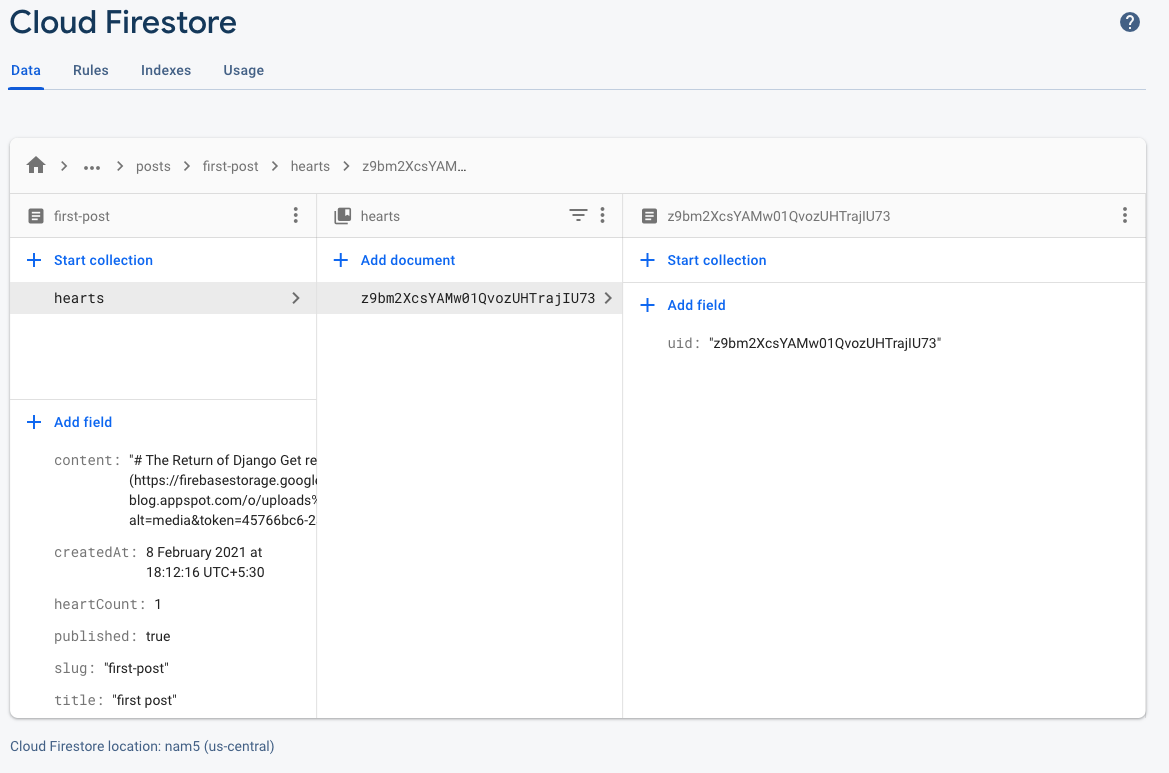 Cloud Firestore
?
Data Rules Indexes Usage
... posts first-post hearts z9bm2XcsYAM...
first-post
Start collection
hearts
Add field
content: "# The Return of Django Get re
(https://firebasestorage.google
blog.appspot.com/o/uploads%
alt=media&token=45766bc6-2
createdAt: 8 February 2021 at
18:12:16 UTC+5:30
heartCount: 1
published: true
slug: "first-post"
title: "first post"
hearts
Add document
z9bm2XcsYAMw01QvozUHTrajIU73
z9bm2XcsYAMw01QvozUHTrajIU73
Start collection
Add field
uid: "z9bm2XcsYAMw01QvozUHTrajIU73"
Cloud Firestore location: nam5 (us-central)